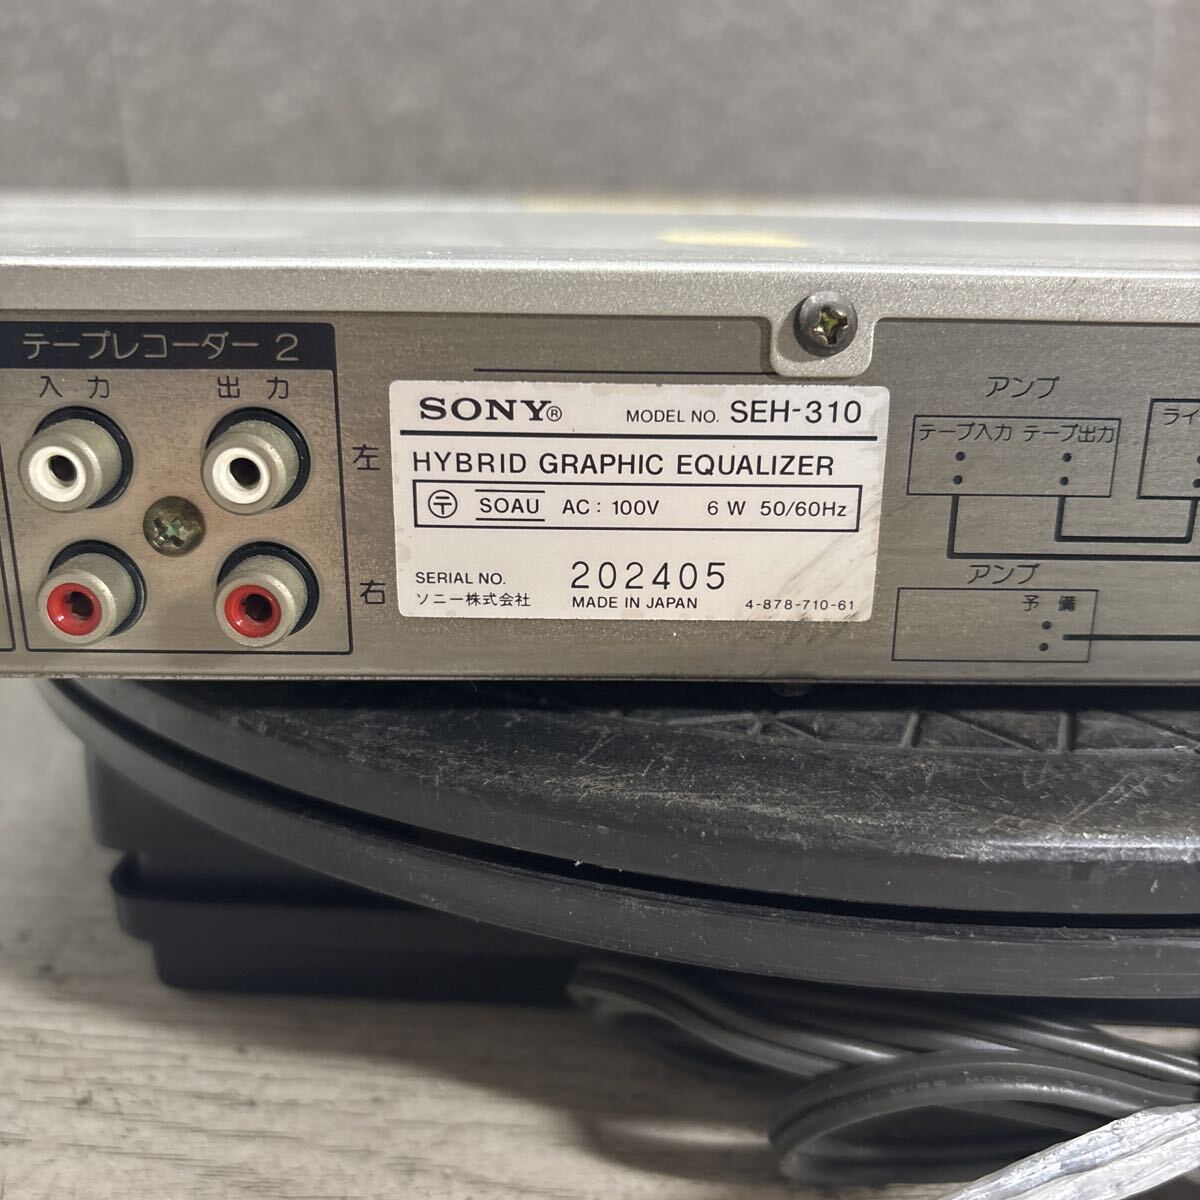 テープレコーダー 2
入力 出力
左
右
SONY® MODEL NO. SEH-310
HYBRID GRAPHIC EQUALIZER
〒 SOAU AC: 100V 6 W 50/60Hz
SERIAL NO. 202405
ソニー株式会社 MADE IN JAPAN 4-878-710-61
アンプ
テープ入力 テープ出力
ライ
アンプ
予備